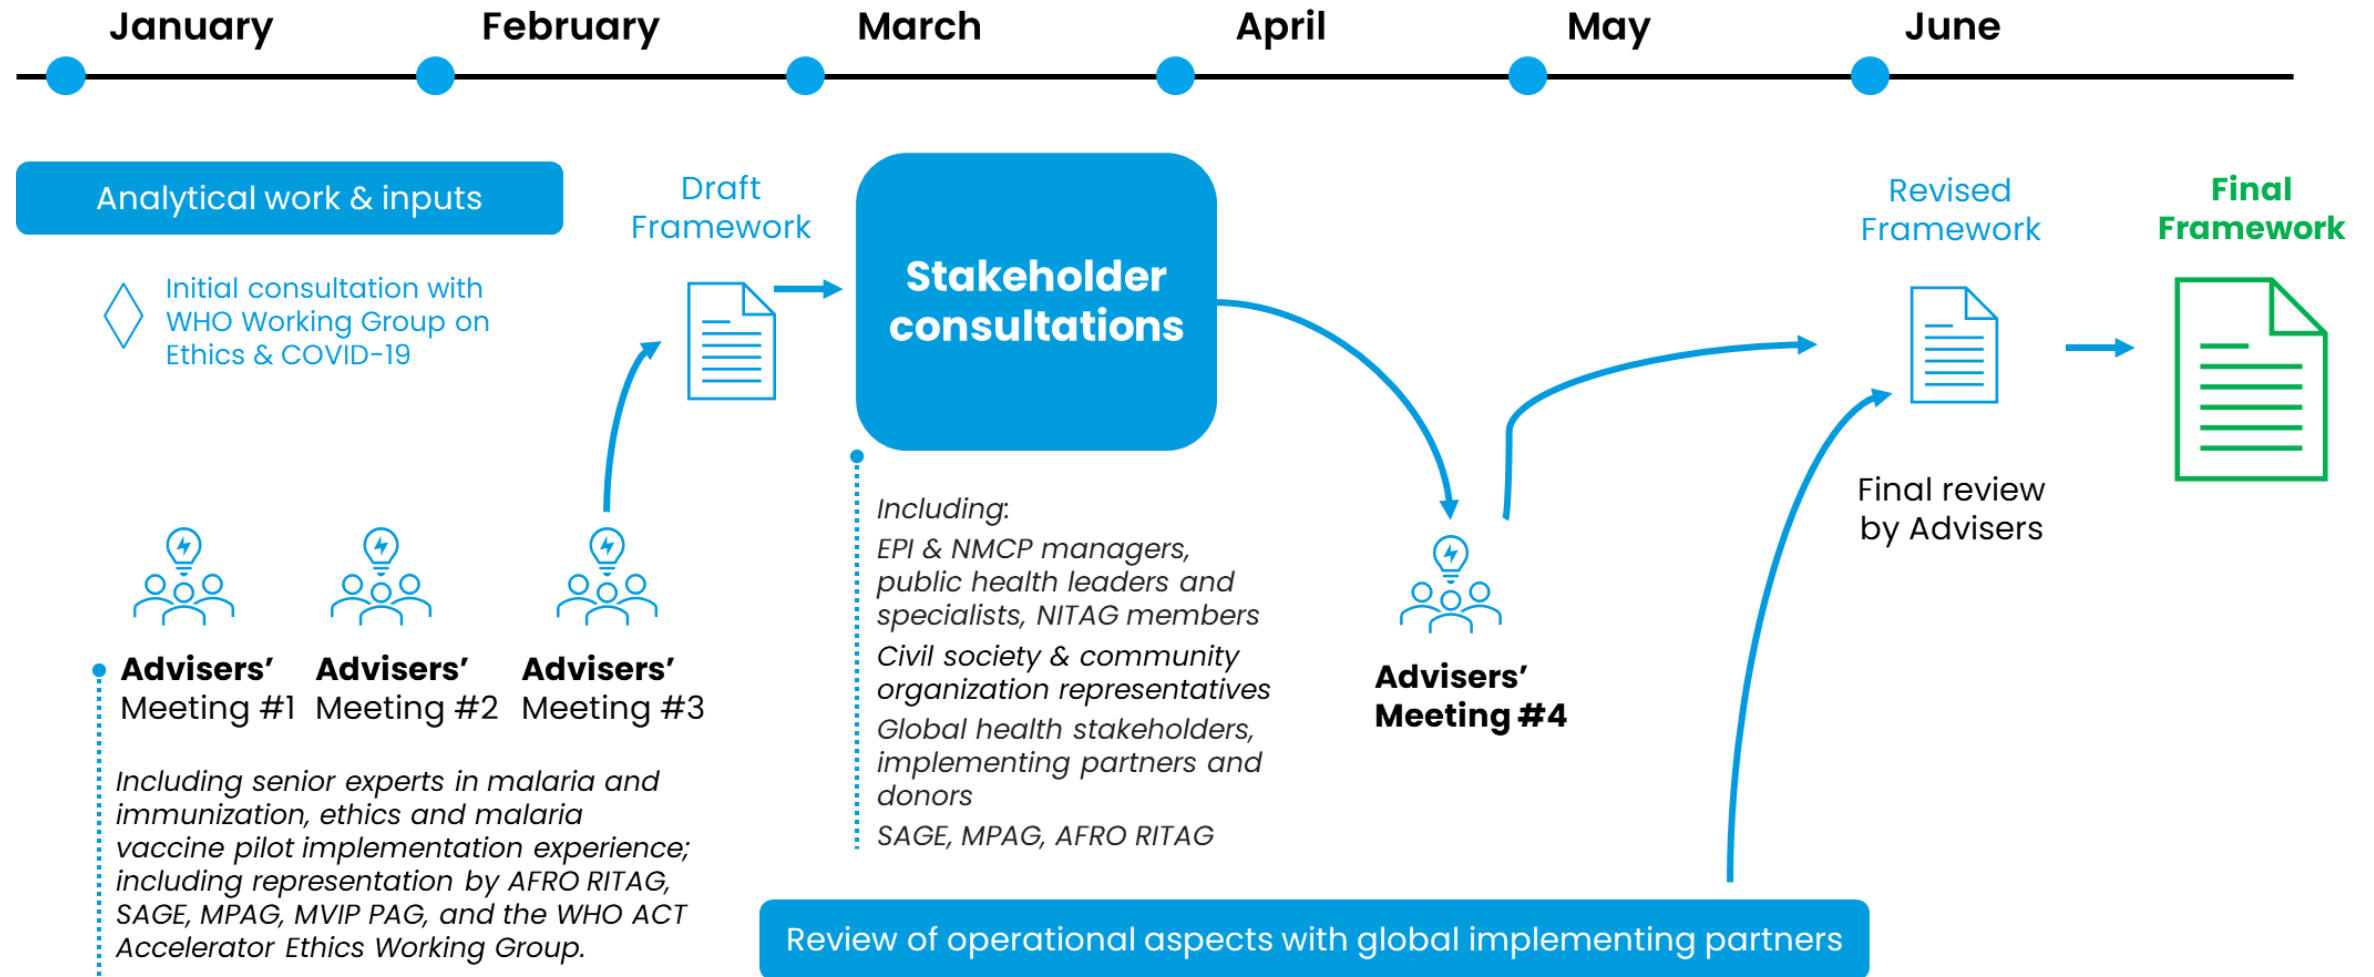 January
February
March
April
May
June
Analytical work & inputs
Initial consultation with
WHO Working Group on
Ethics & COVID-19
Draft
Framework
Stakeholder
consultations
Revised
Framework
Final
Framework
Final review
by Advisers
Advisers’
Meeting #1
Advisers’
Meeting #2
Advisers’
Meeting #3
Including senior experts in malaria and
immunization, ethics and malaria
vaccine pilot implementation experience;
including representation by AFRO RITAG,
SAGE, MPAG, MVIP PAG, and the WHO ACT
Accelerator Ethics Working Group.
Including:
EPI & NMCP managers,
public health leaders and
specialists, NITAG members
Civil society & community
organization representatives
Global health stakeholders,
implementing partners and
donors
SAGE, MPAG, AFRO RITAG
Advisers’
Meeting #4
Review of operational aspects with global implementing partners